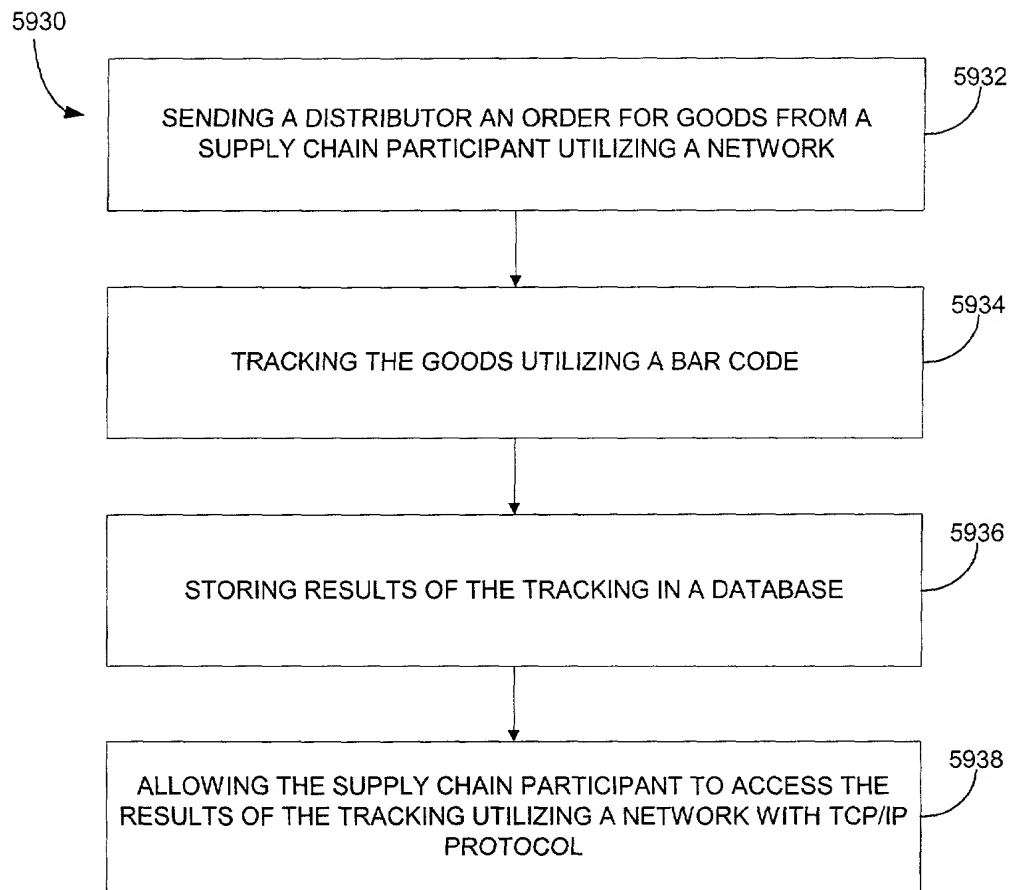 5930
5932
SENDING A DISTRIBUTOR AN ORDER FOR GOODS FROM A
SUPPLY CHAIN PARTICIPANT UTILIZING A NETWORK
5934
TRACKING THE GOODS UTILIZING A BAR CODE
5936
STORING RESULTS OF THE TRACKING IN A DATABASE
5938
ALLOWING THE SUPPLY CHAIN PARTICIPANT TO ACCESS THE
RESULTS OF THE TRACKING UTILIZING A NETWORK WITH TCP/IP
PROTOCOL